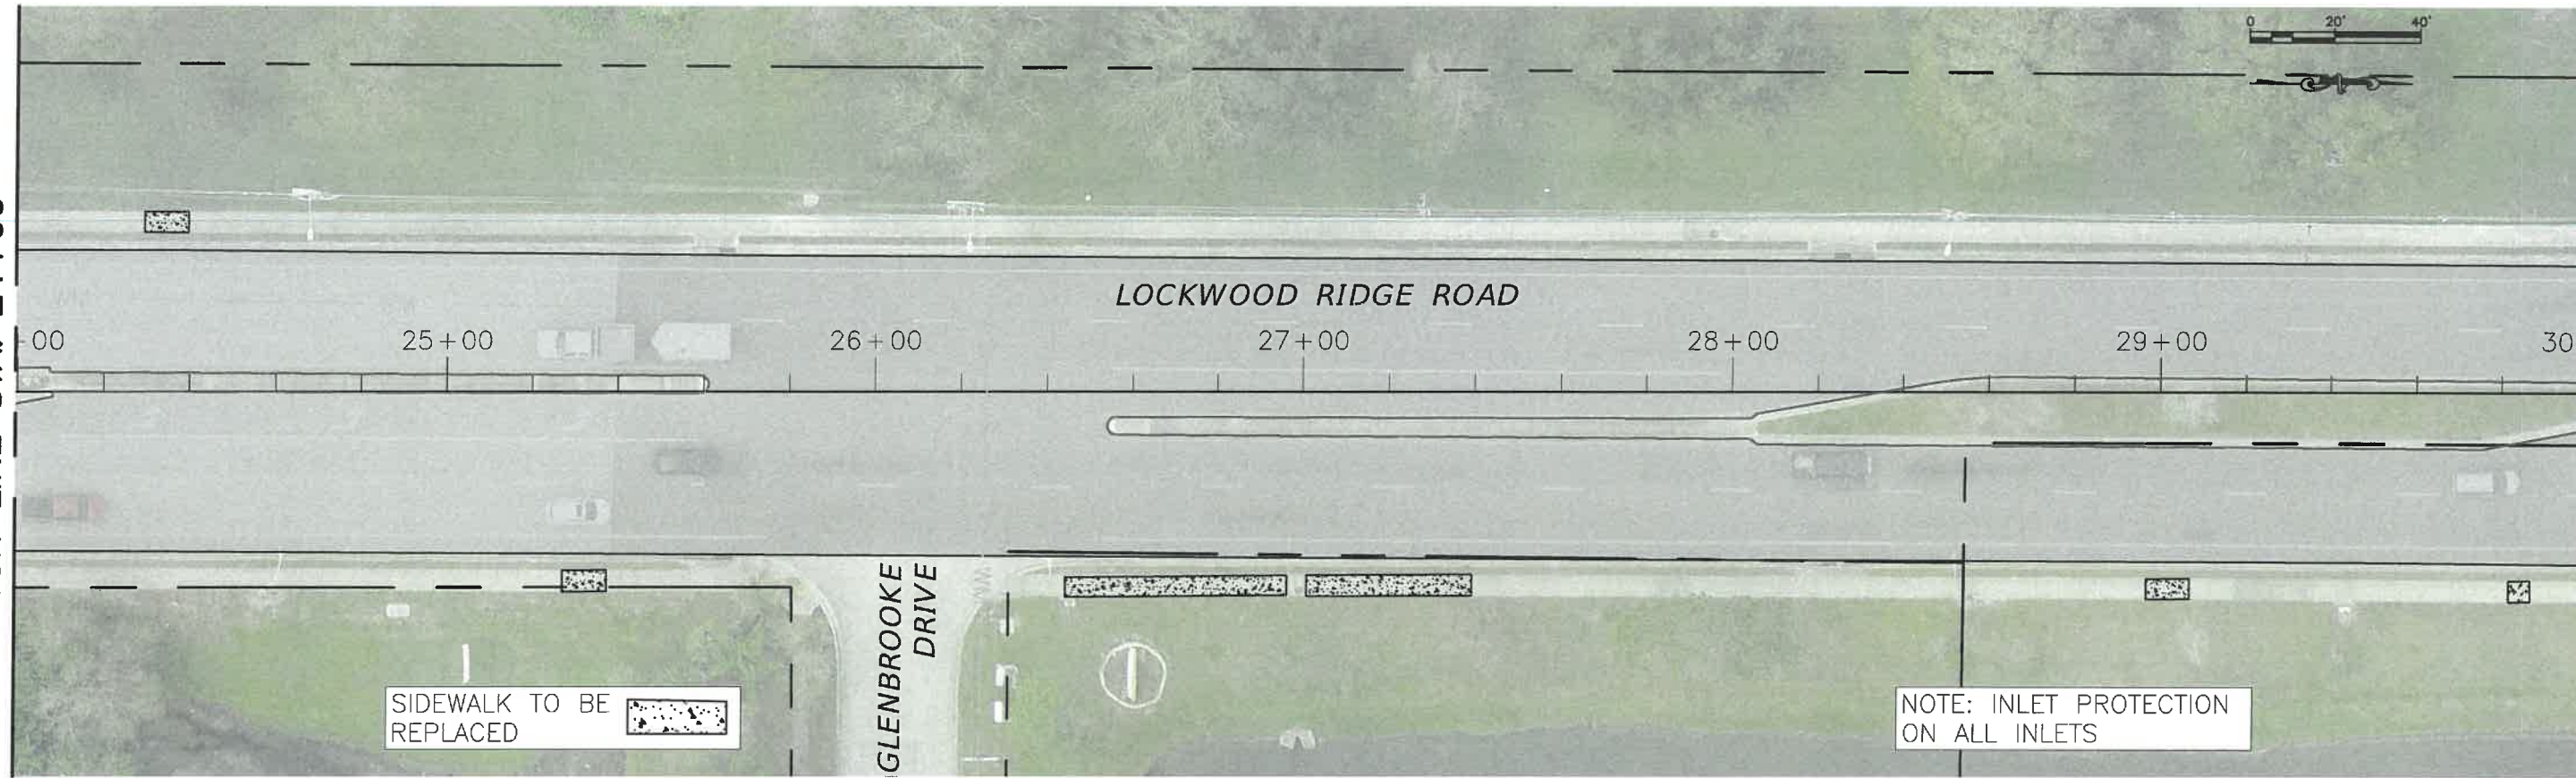 0 20' 40'
LOCKWOOD RIDGE ROAD
+00 25+00 26+00 27+00 28+00 29+00 30
GLENBROOKE
DRIVE
SIDEWALK TO BE
REPLACED
NOTE: INLET PROTECTION
ON ALL INLETS